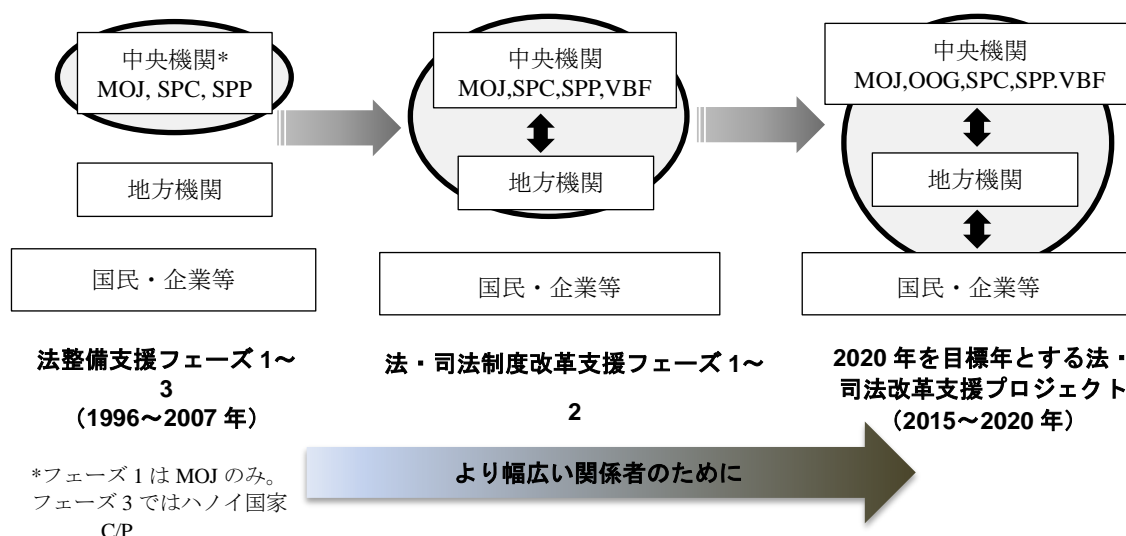 中央機関*
MOJ, SPC, SPP
地方機関
国民・企業等
法整備支援フェーズ 1～
3
（1996～2007 年）
*フェーズ 1 は MOJ のみ。
フェーズ 3 ではハノイ国家
C/P
中央機関
MOJ,SPC,SPP,VBF
地方機関
国民・企業等
法・司法制度改革支援フェーズ 1～
2
中央機関
MOJ,OOG,SPC,SPP.VBF
地方機関
国民・企業等
2020 年を目標年とする法・
司法改革支援プロジェクト
（2015～2020 年）
より幅広い関係者のために